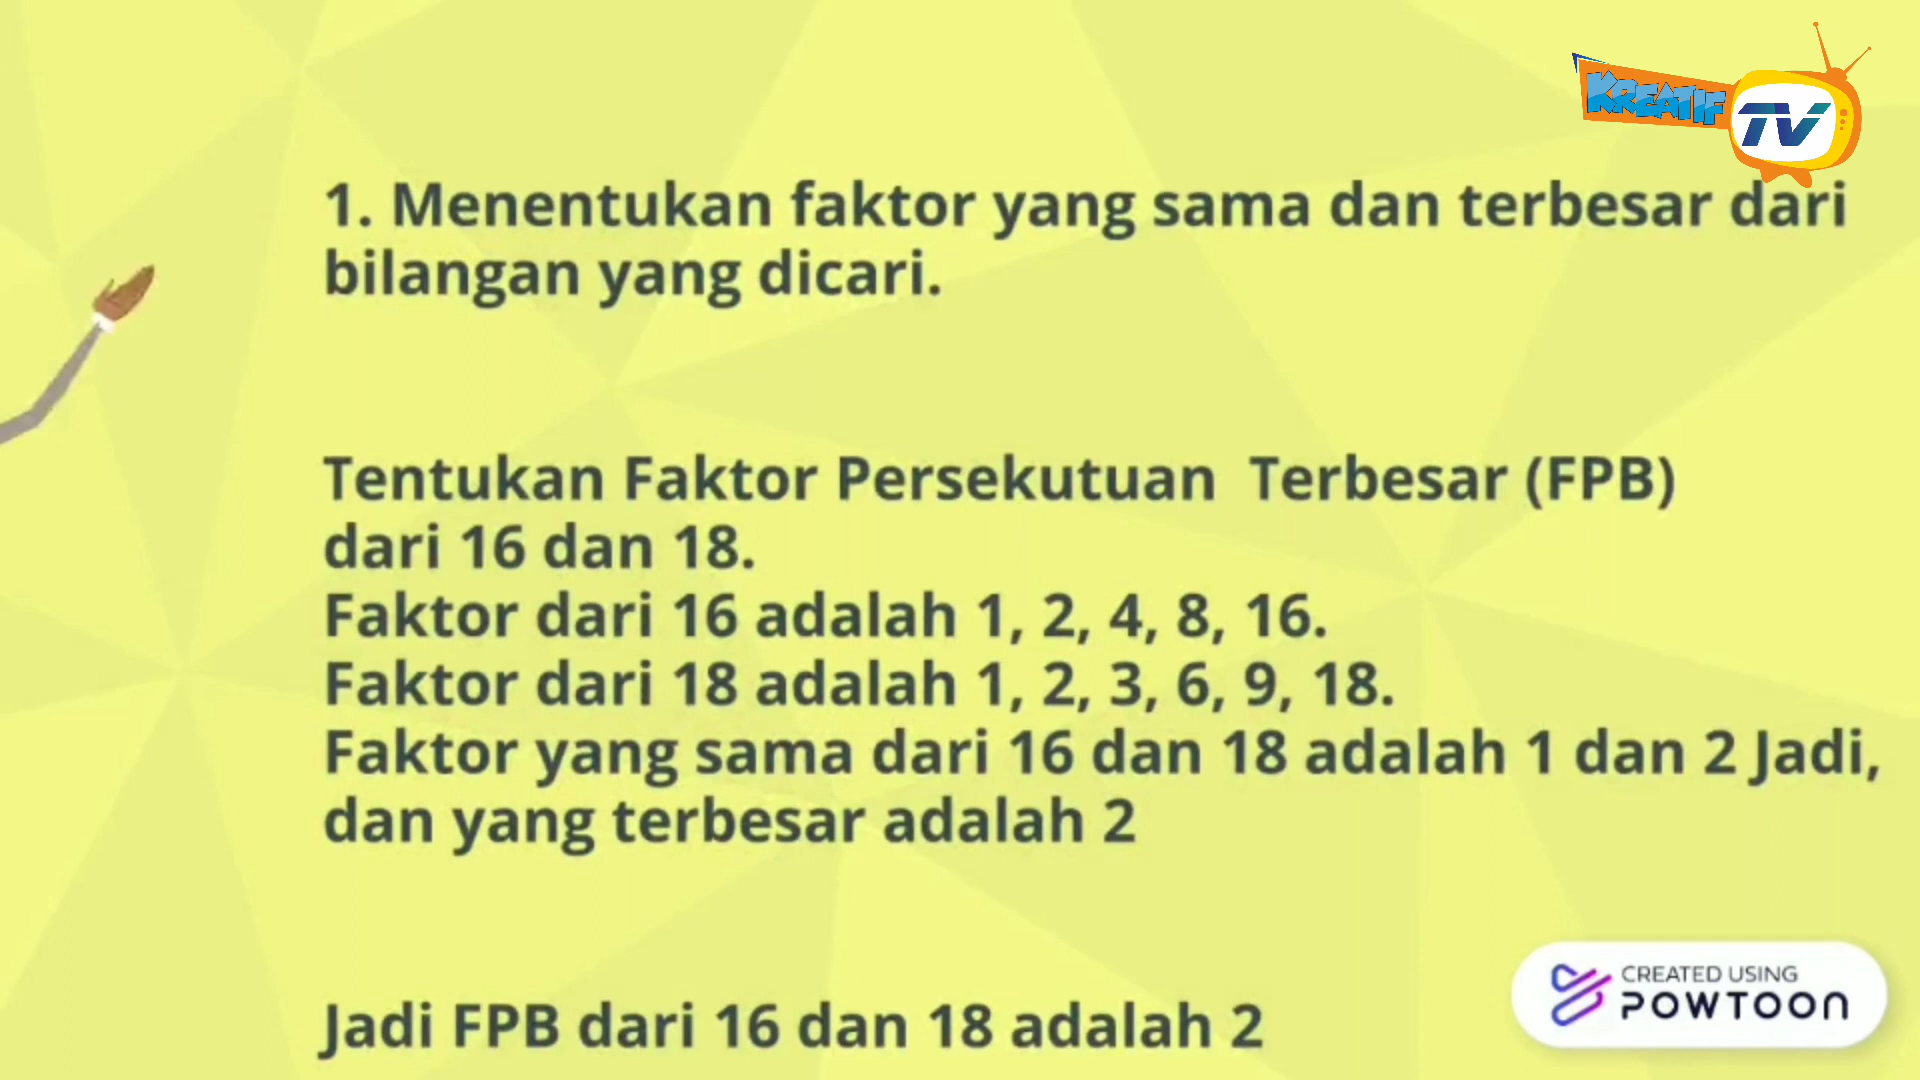 KREATIF TV
1. Menentukan faktor yang sama dan terbesar dari
bilangan yang dicari.
Tentukan Faktor Persekutuan Terbesar (FPB)
dari 16 dan 18.
Faktor dari 16 adalah 1, 2, 4, 8, 16.
Faktor dari 18 adalah 1, 2, 3, 6, 9, 18.
Faktor yang sama dari 16 dan 18 adalah 1 dan 2 Jadi,
dan yang terbesar adalah 2
Jadi FPB dari 16 dan 18 adalah 2
CREATED USING
POWTOON